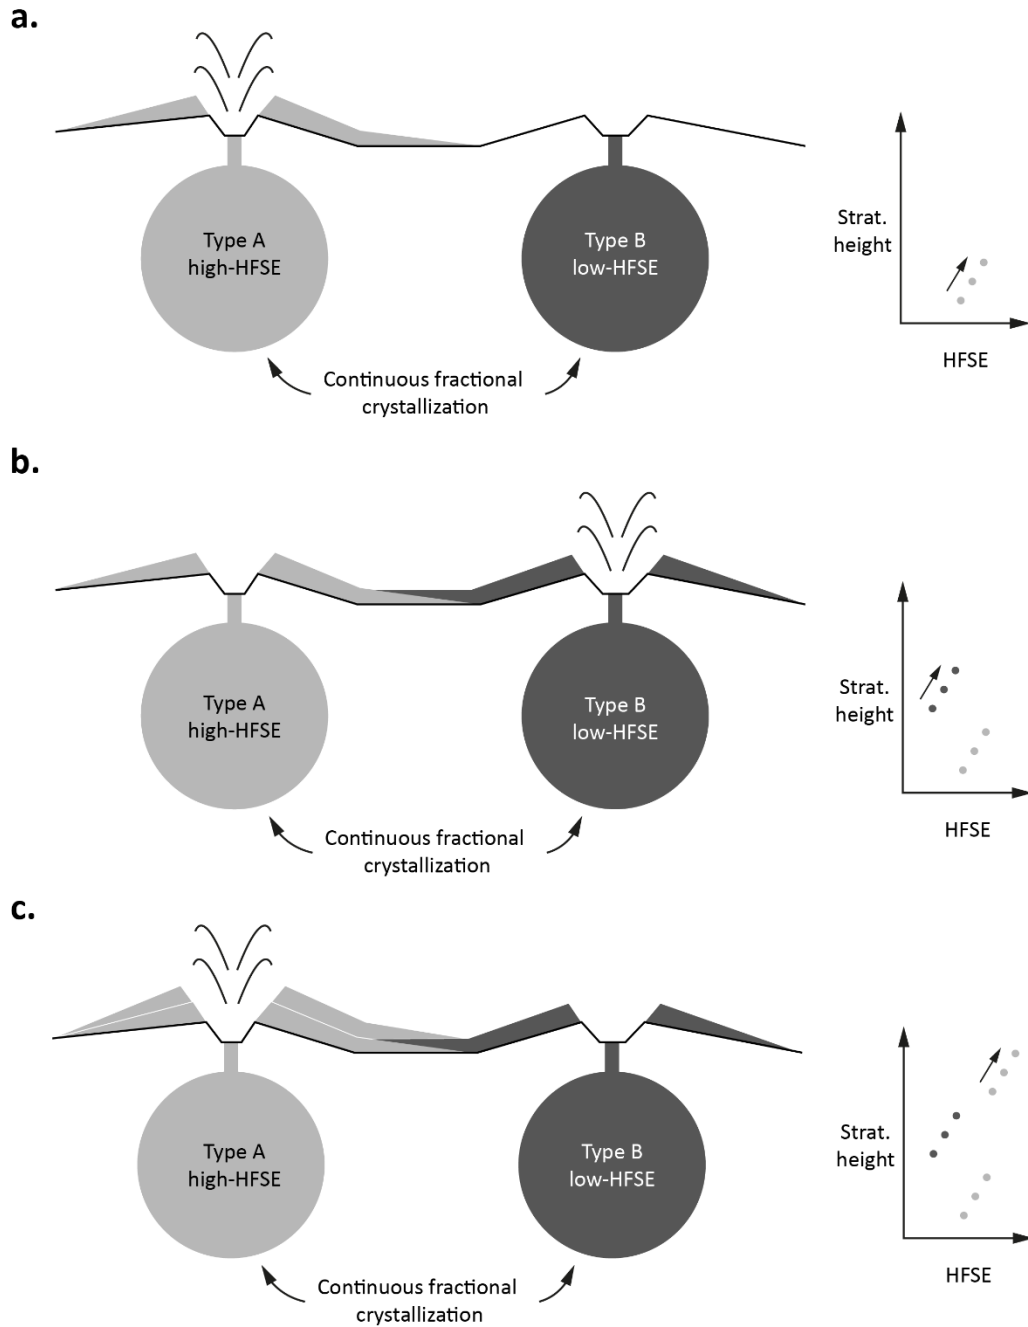 a.
Type A
high-HFSE
Type B
low-HFSE
Continuous fractional
crystallization
Strat.
height
HFSE
b.
Type A
high-HFSE
Type B
low-HFSE
Continuous fractional
crystallization
Strat.
height
HFSE
c.
Type A
high-HFSE
Type B
low-HFSE
Continuous fractional
crystallization
Strat.
height
HFSE